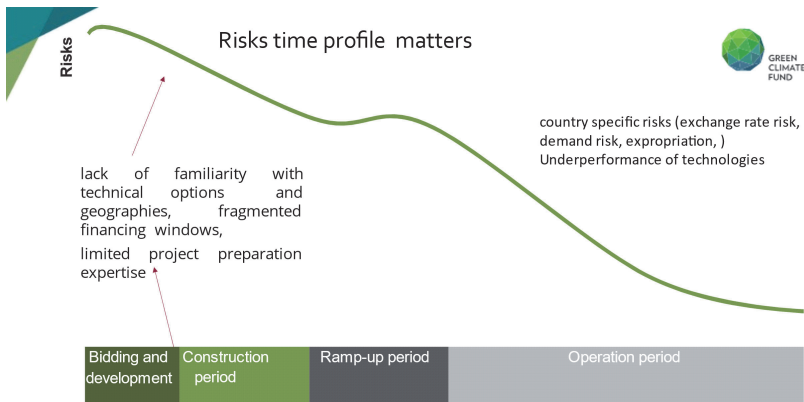 Risks time profile matters
Risks
GREEN
CLIMATE
FUND
country specific risks (exchange rate risk,
demand risk, expropriation, )
Underperformance of technologies
lack of familiarity with
technical options and
geographies, fragmented
financing windows,
limited project preparation
expertise
Bidding and
development
Construction
period
Ramp-up period
Operation period